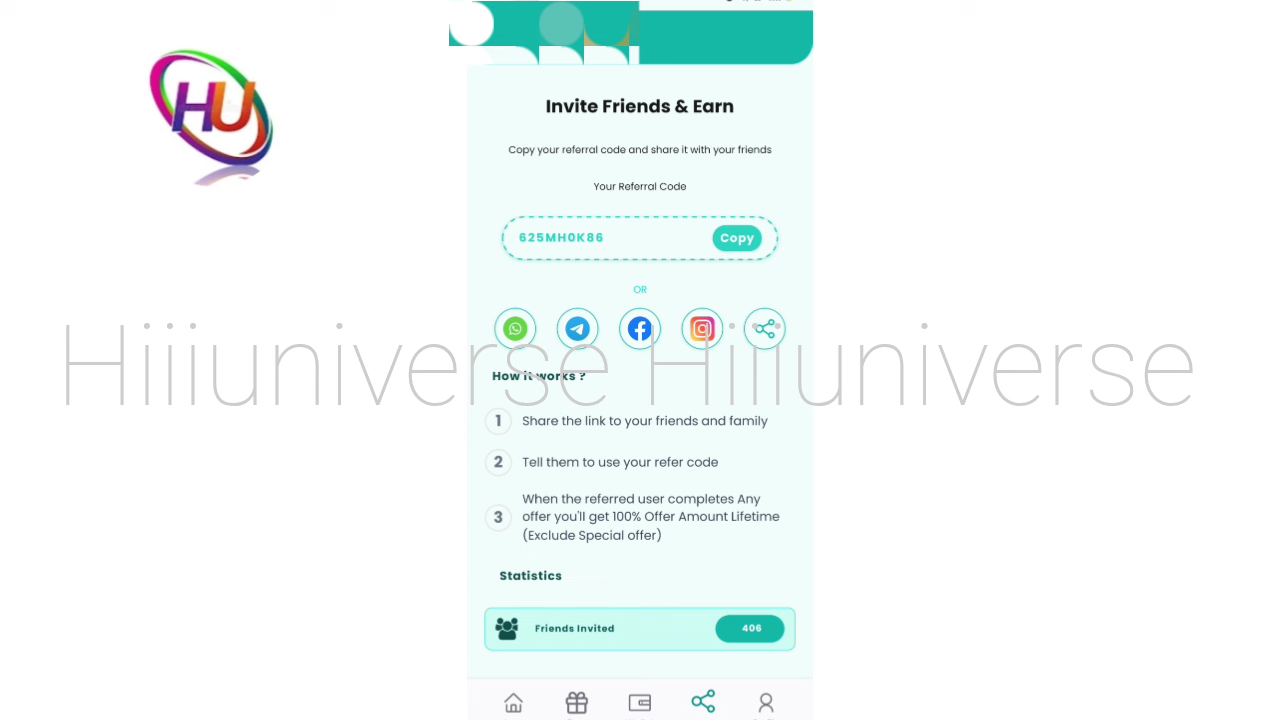 HU
Invite Friends & Earn
Copy your referral code and share it with your friends
Your Referral Code
625MH0K86
Copy
OR
Hiiiuniverse Hiiiuniverse
How it works ?
1 Share the link to your friends and family
2 Tell them to use your refer code
3 When the referred user completes Any
offer you'll get 100% Offer Amount Lifetime
(Exclude Special offer)
Statistics
Friends Invited 406